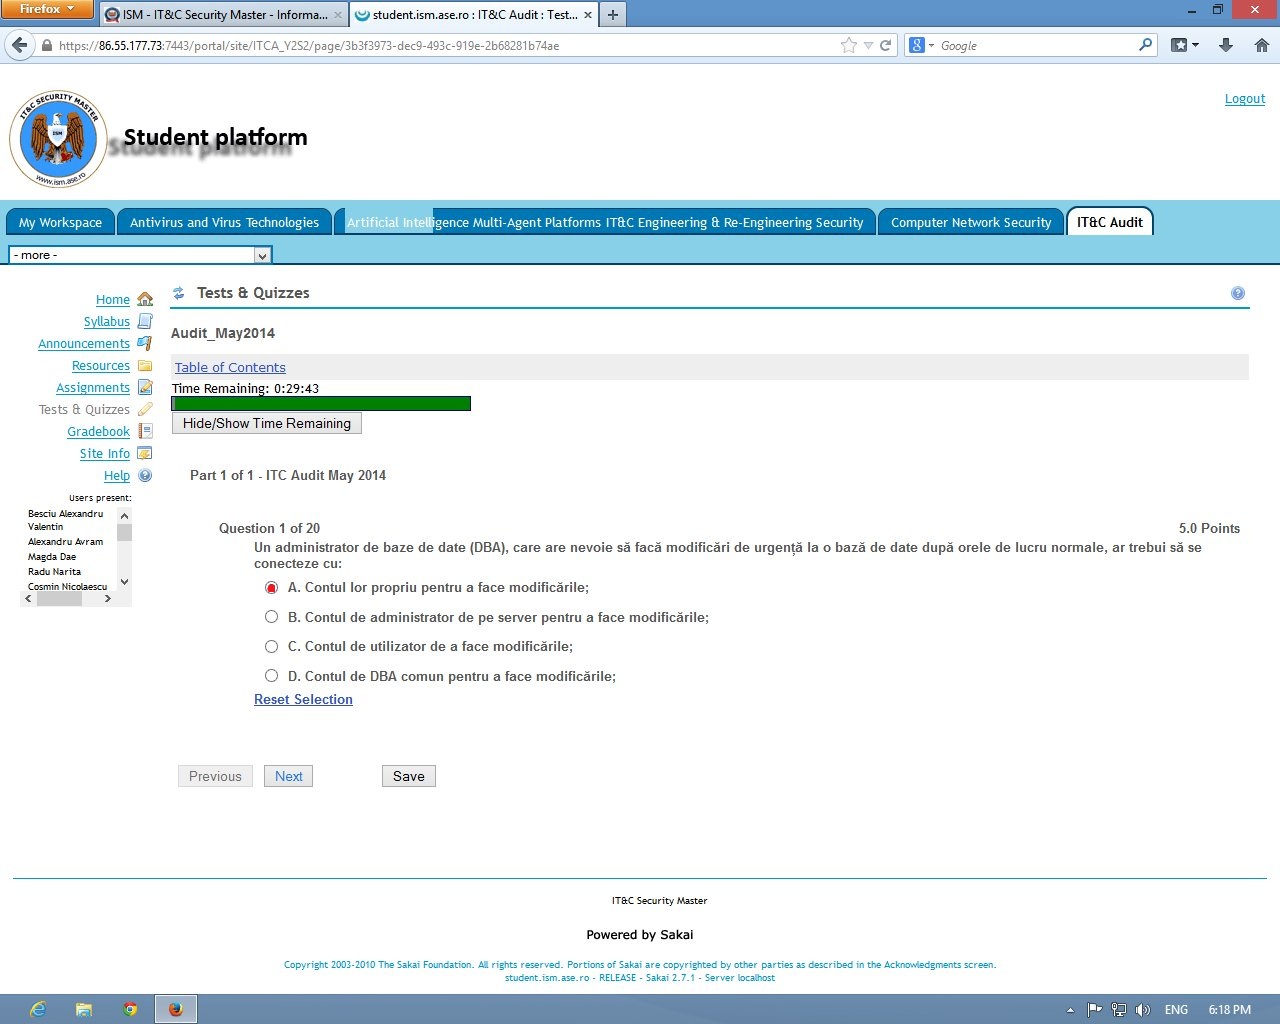 Firefox
ISM - IT&C Security Master - Informa...
student.ism.ase.ro : IT&C Audit : Test...
https://86.55.177.73:7443/portal/site/ITCA_Y2S2/page/3b3f3973-dec9-493c-919e-2b68281b74ae
Google
IT&C SECURITY MASTER
ISM
www.ism.ase.ro
Student platform
Logout
My Workspace
Antivirus and Virus Technologies
Artificial Intelligence Multi-Agent Platforms IT&C Engineering & Re-Engineering Security
Computer Network Security
IT&C Audit
- more -
Home
Syllabus
Announcements
Resources
Assignments
Tests & Quizzes
Gradebook
Site Info
Help
Users present:
Besciu Alexandru
Valentin
Alexandru Avram
Magda Dae
Radu Narita
Cosmin Nicolaescu
Tests & Quizzes
Audit_May2014
Table of Contents
Time Remaining: 0:29:43
Hide/Show Time Remaining
Part 1 of 1 - ITC Audit May 2014
Question 1 of 20
5.0 Points
Un administrator de baze de date (DBA), care are nevoie să facă modificări de urgență la o bază de date după orele de lucru normale, ar trebui să se
conecteze cu:
A. Contul lor propriu pentru a face modificările;
B. Contul de administrator de pe server pentru a face modificările;
C. Contul de utilizator de a face modificările;
D. Contul de DBA comun pentru a face modificările;
Reset Selection
Previous
Next
Save
IT&C Security Master
Powered by Sakai
Copyright 2003-2010 The Sakai Foundation. All rights reserved. Portions of Sakai are copyrighted by other parties as described in the Acknowledgments screen.
student.ism.ase.ro - RELEASE - Sakai 2.7.1 - Server localhost
ENG
6:18 PM